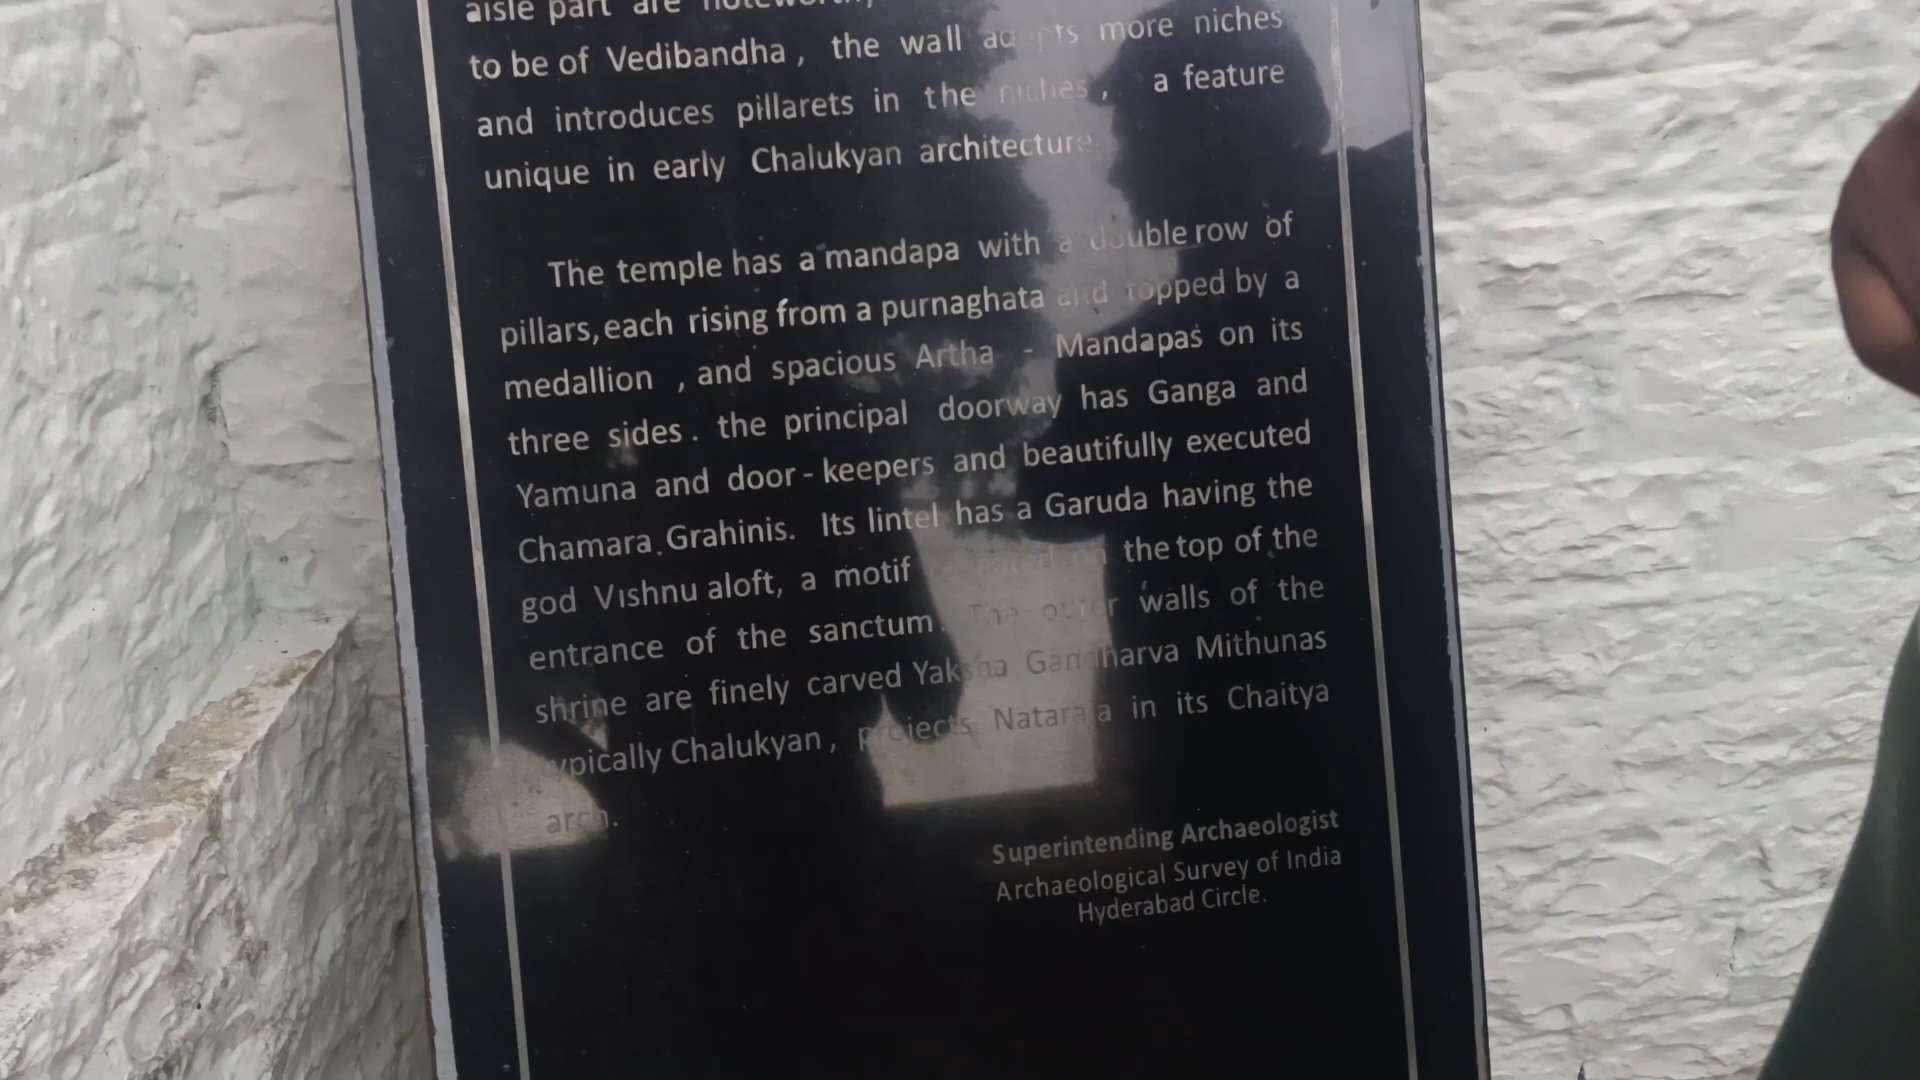 aisle part are noteworthy
to be of Vedibandha , the wall adopts more niches
and introduces pillarets in the niches , a feature
unique in early Chalukyan architecture
The temple has a mandapa with a double row of
pillars, each rising from a purnaghata and topped by a
medallion , and spacious Artha - Mandapas on its
three sides . the principal doorway has Ganga and
Yamuna and door - keepers and beautifully executed
Chamara . Grahinis. Its lintel has a Garuda having the
god Vishnu aloft, a motif on the top of the
entrance of the sanctum. The outer walls of the
shrine are finely carved Yaksha Gandharva Mithunas
ypically Chalukyan , projects Nataraja in its Chaitya
arch.
Superintending Archaeologist
Archaeological Survey of India
Hyderabad Circle.